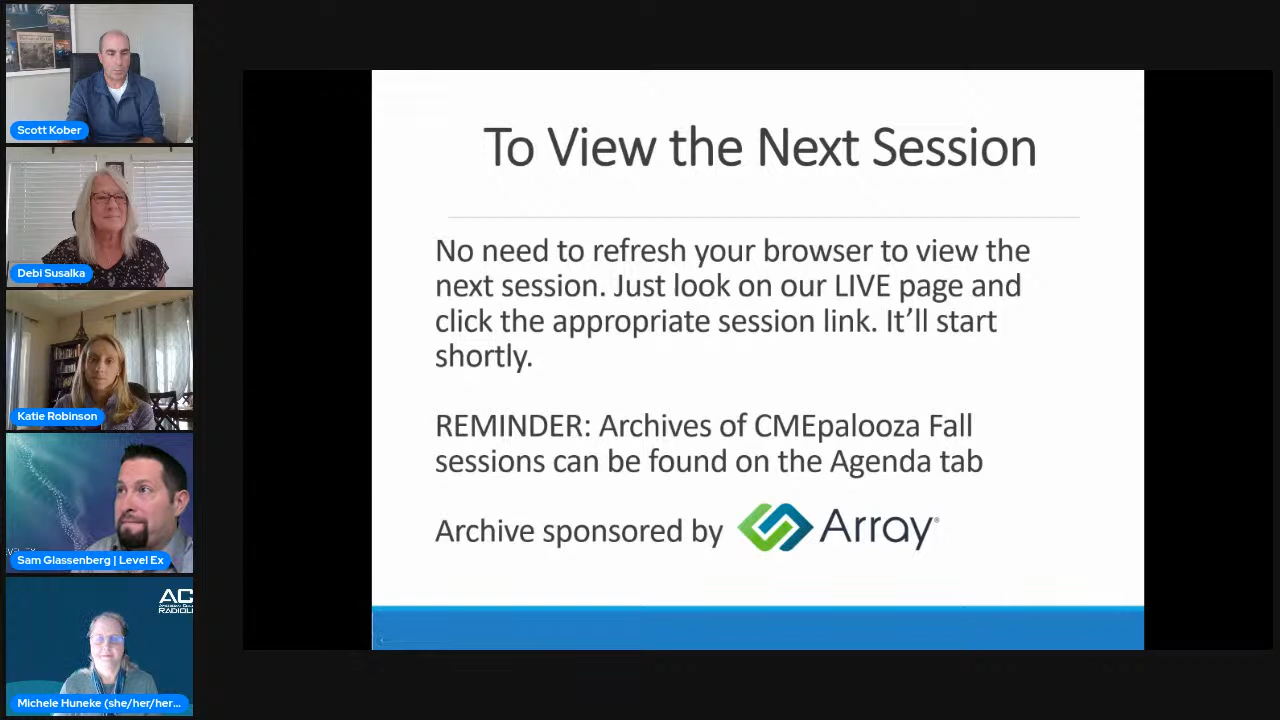 Scott Kober
Debi Susalka
Katie Robinson
Sam Glassenberg | Level Ex
AC
RADIOL
Michele Huneke (she/her/her...
To View the Next Session
No need to refresh your browser to view the
next session. Just look on our LIVE page and
click the appropriate session link. It’ll start
shortly.
REMINDER: Archives of CMEpalooza Fall
sessions can be found on the Agenda tab
Archive sponsored by Array®